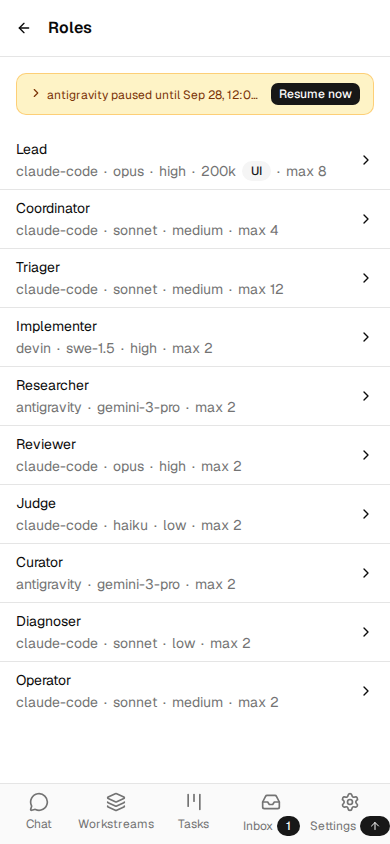 Roles
antigravity paused until Sep 28, 12:0... Resume now
Lead
claude-code · opus · high · 200k UI · max 8
Coordinator
claude-code · sonnet · medium · max 4
Triager
claude-code · sonnet · medium · max 12
Implementer
devin · swe-1.5 · high · max 2
Researcher
antigravity · gemini-3-pro · max 2
Reviewer
claude-code · opus · high · max 2
Judge
claude-code · haiku · low · max 2
Curator
antigravity · gemini-3-pro · max 2
Diagnoser
claude-code · sonnet · low · max 2
Operator
claude-code · sonnet · medium · max 2
Chat Workstreams Tasks Inbox 1 Settings